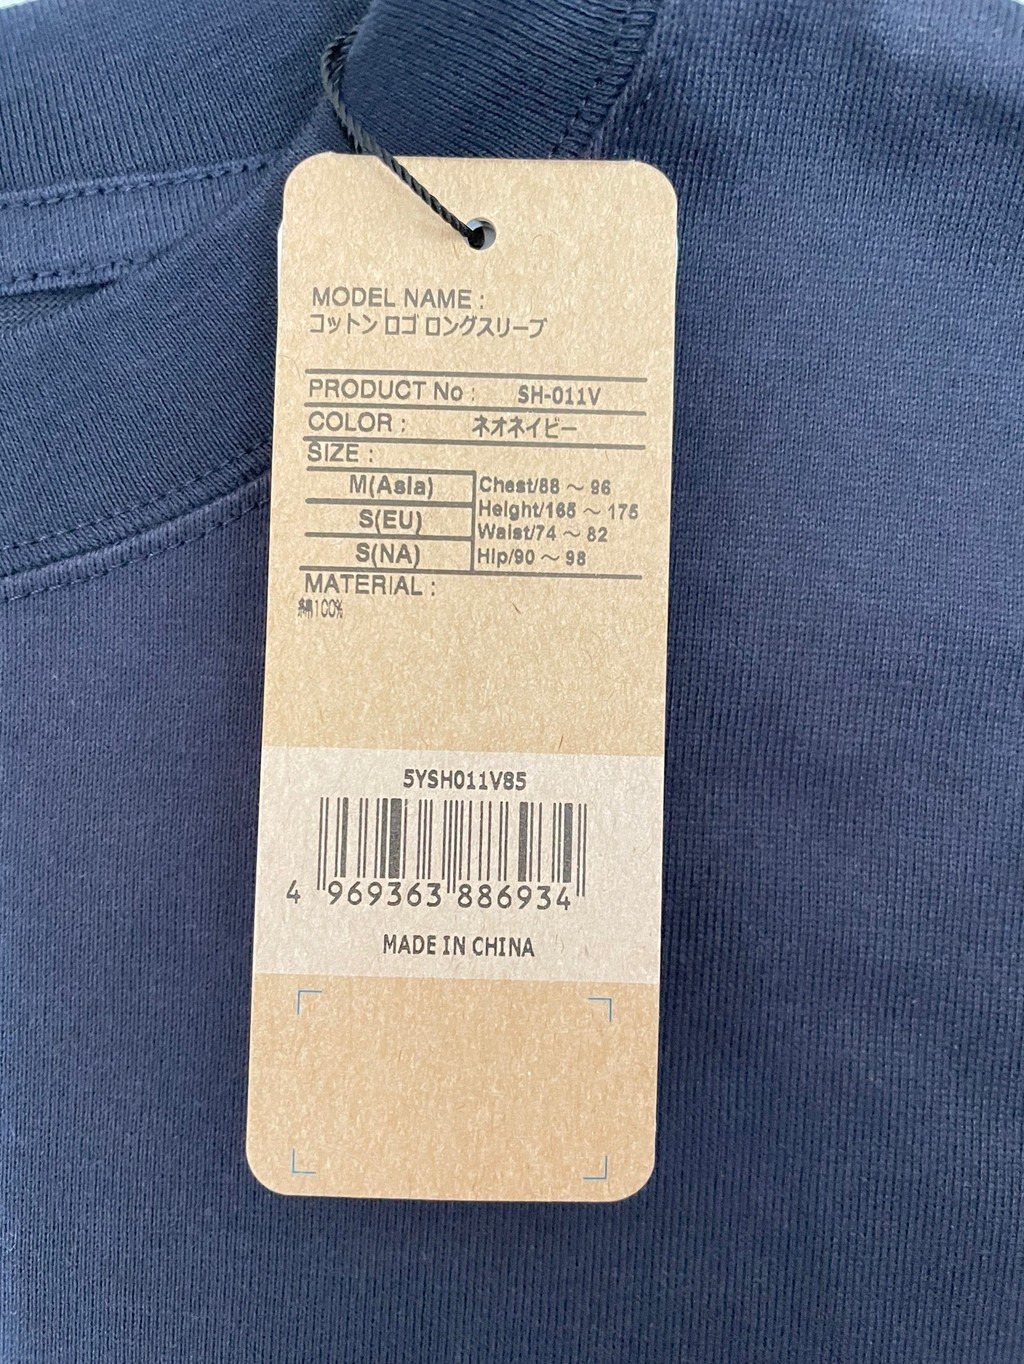 MODEL NAME :
コットン ロゴ ロングスリーブ
PRODUCT No : SH-011V
COLOR : ネオネイビー
SIZE :
M(Asia)
S(EU)
S(NA)
Chest/88 ～ 96
Height/165 ～ 175
Waist/74 ～ 82
Hip/90 ～ 98
MATERIAL :
綿100%
5YSH011V85
4 969363 886934
MADE IN CHINA